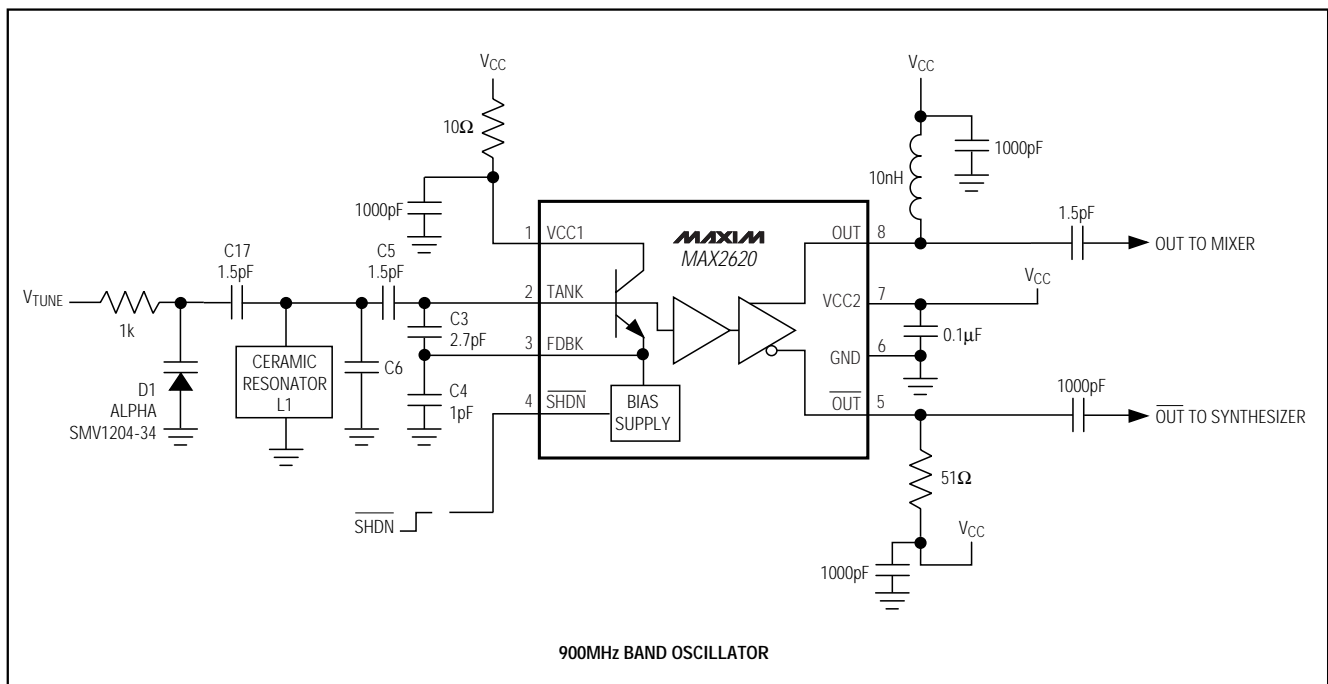 VCC
10Ω
1000pF
VCC
1000pF
10nH
1.5pF
OUT TO MIXER
1 VCC1
MAXIM
MAX2620
OUT 8
VTUNE
1k
C17
1.5pF
C5
1.5pF
2 TANK
C3
2.7pF
3 FDBK
C4
1pF
4 SHDN
BIAS
SUPPLY
VCC2 7
VCC
0.1μF
GND 6
OUT 5
1000pF
OUT TO SYNTHESIZER
D1
ALPHA
SMV1204-34
CERAMIC
RESONATOR
L1
C6
SHDN
51Ω
VCC
1000pF
900MHz BAND OSCILLATOR